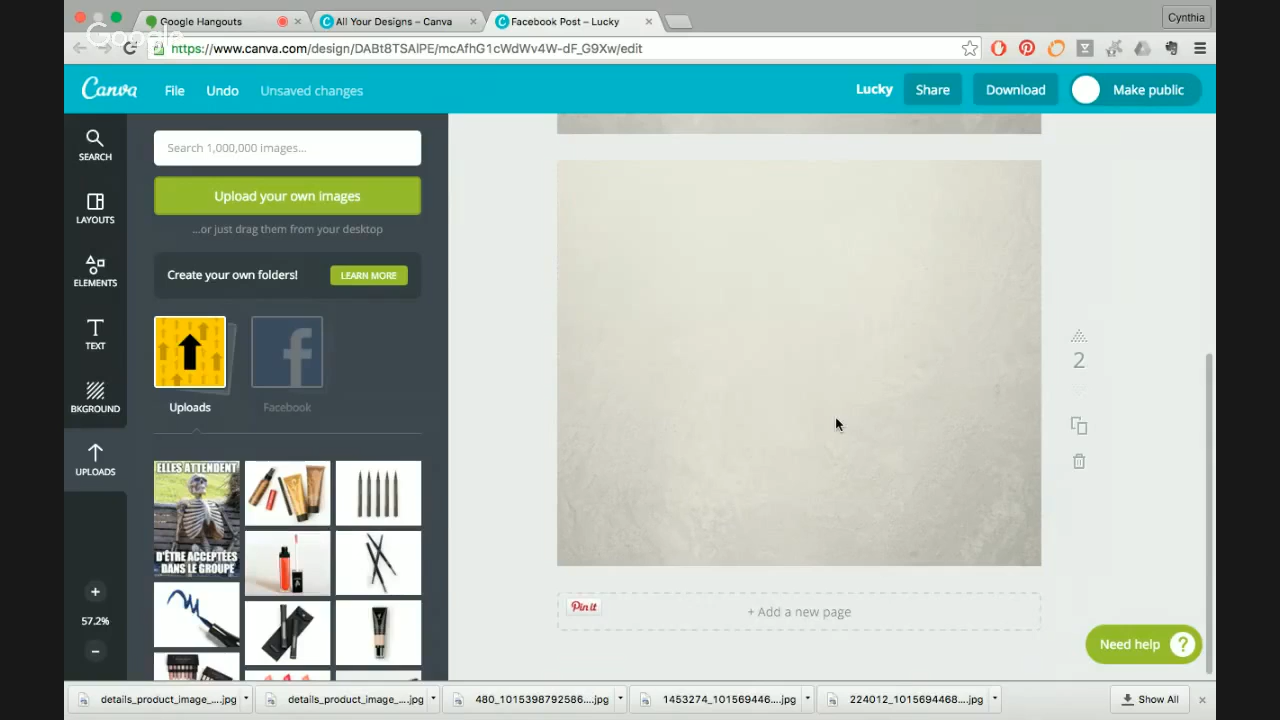 Google Hangouts
All Your Designs – Canva
Facebook Post – Lucky
Cynthia
Google
https://www.canva.com/design/DABt8TSAlPE/mcAfhG1cWdWv4W-dF_G9Xw/edit
Canva
File
Undo
Unsaved changes
Lucky
Share
Download
Make public
SEARCH
LAYOUTS
ELEMENTS
TEXT
BKGROUND
UPLOADS
57.2%
Search 1,000,000 images...
Upload your own images
...or just drag them from your desktop
Create your own folders!
LEARN MORE
Uploads
Facebook
ELLES ATTENDENT
D'ÊTRE ACCEPTÉES
DANS LE GROUPE
2
Pin it
+ Add a new page
Need help ?
details_product_image_....jpg
details_product_image_....jpg
480_1015398792586....jpg
1453274_101569446....jpg
224012_1015694468....jpg
Show All